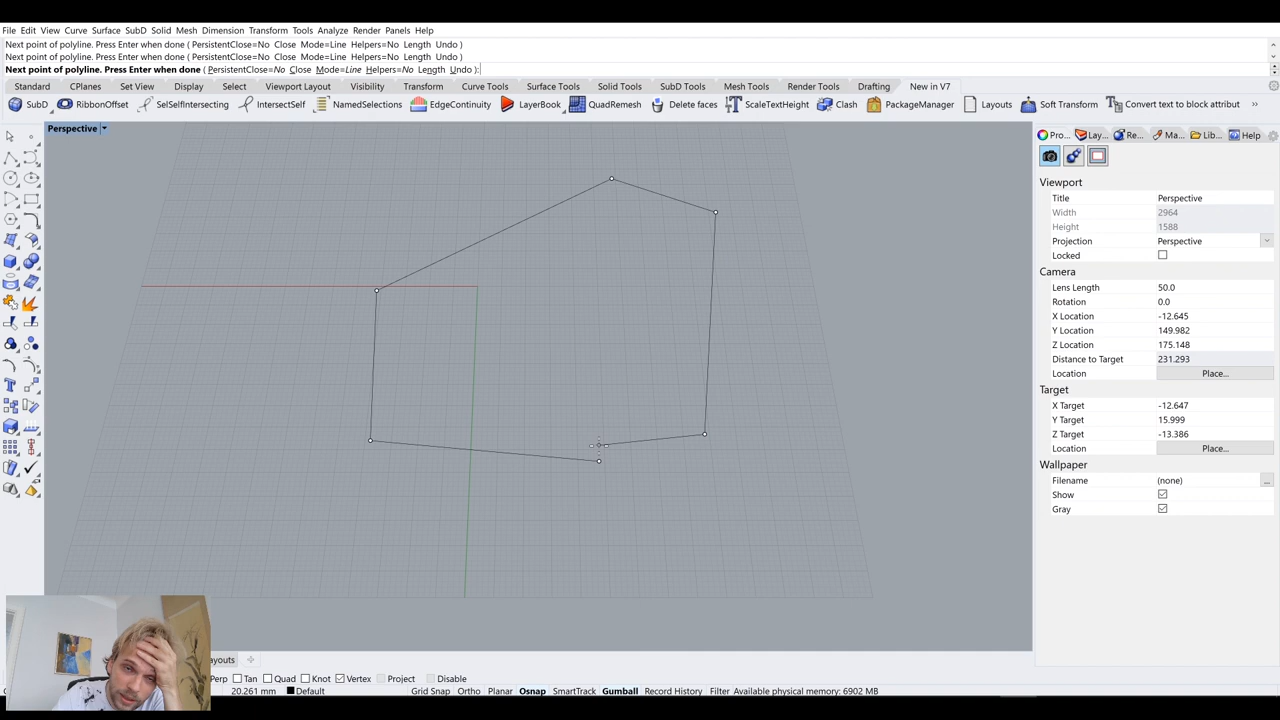 File Edit View Curve Surface SubD Solid Mesh Dimension Transform Tools Analyze Render Panels Help
Next point of polyline. Press Enter when done ( PersistentClose=No Close Mode=Line Helpers=No Length Undo )
Next point of polyline. Press Enter when done ( PersistentClose=No Close Mode=Line Helpers=No Length Undo )
Next point of polyline. Press Enter when done ( PersistentClose=No Close Mode=Line Helpers=No Length Undo ):
Standard CPlanes Set View Display Select Viewport Layout Visibility Transform Curve Tools Surface Tools Solid Tools SubD Tools Mesh Tools Render Tools Drafting New in V7
SubD RibbonOffset SelSelfIntersecting IntersectSelf NamedSelections EdgeContinuity LayerBook QuadRemesh Delete faces ScaleTextHeight Clash PackageManager Layouts Soft Transform Convert text to block attribut
Perspective
Pro... Lay... Re... Ma... Lib... Help
Viewport
Title Perspective
Width 2964
Height 1588
Projection Perspective
Locked
Camera
Lens Length 50.0
Rotation 0.0
X Location -12.645
Y Location 149.982
Z Location 175.148
Distance to Target 231.293
Location Place...
Target
X Target -12.647
Y Target 15.999
Z Target -13.386
Location Place...
Wallpaper
Filename (none) ...
Show
Gray
ayouts
Perp Tan Quad Knot Vertex Project Disable
20.261 mm Default Grid Snap Ortho Planar Osnap SmartTrack Gumball Record History Filter Available physical memory: 6902 MB